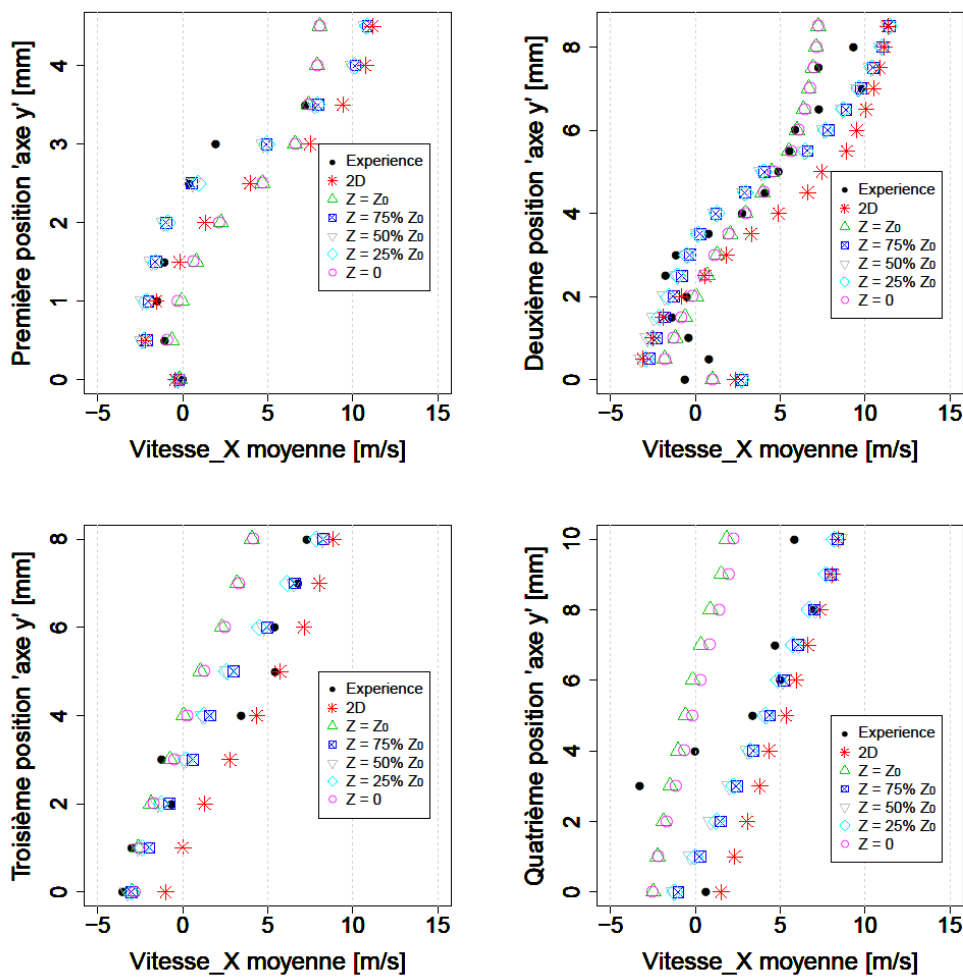 Première position 'axe y' [mm]
4
3
2
1
0
Experience
2D
Z = Z₀
Z = 75% Z₀
Z = 50% Z₀
Z = 25% Z₀
Z = 0
−5 0 5 10 15
Vitesse_X moyenne [m/s]
Deuxième position 'axe y' [mm]
8
6
4
2
0
Experience
2D
Z = Z₀
Z = 75% Z₀
Z = 50% Z₀
Z = 25% Z₀
Z = 0
−5 0 5 10 15
Vitesse_X moyenne [m/s]
Troisième position 'axe y' [mm]
8
6
4
2
0
Experience
2D
Z = Z₀
Z = 75% Z₀
Z = 50% Z₀
Z = 25% Z₀
Z = 0
−5 0 5 10 15
Vitesse_X moyenne [m/s]
Quatrième position 'axe y' [mm]
10
8
6
4
2
0
Experience
2D
Z = Z₀
Z = 75% Z₀
Z = 50% Z₀
Z = 25% Z₀
Z = 0
−5 0 5 10 15
Vitesse_X moyenne [m/s]